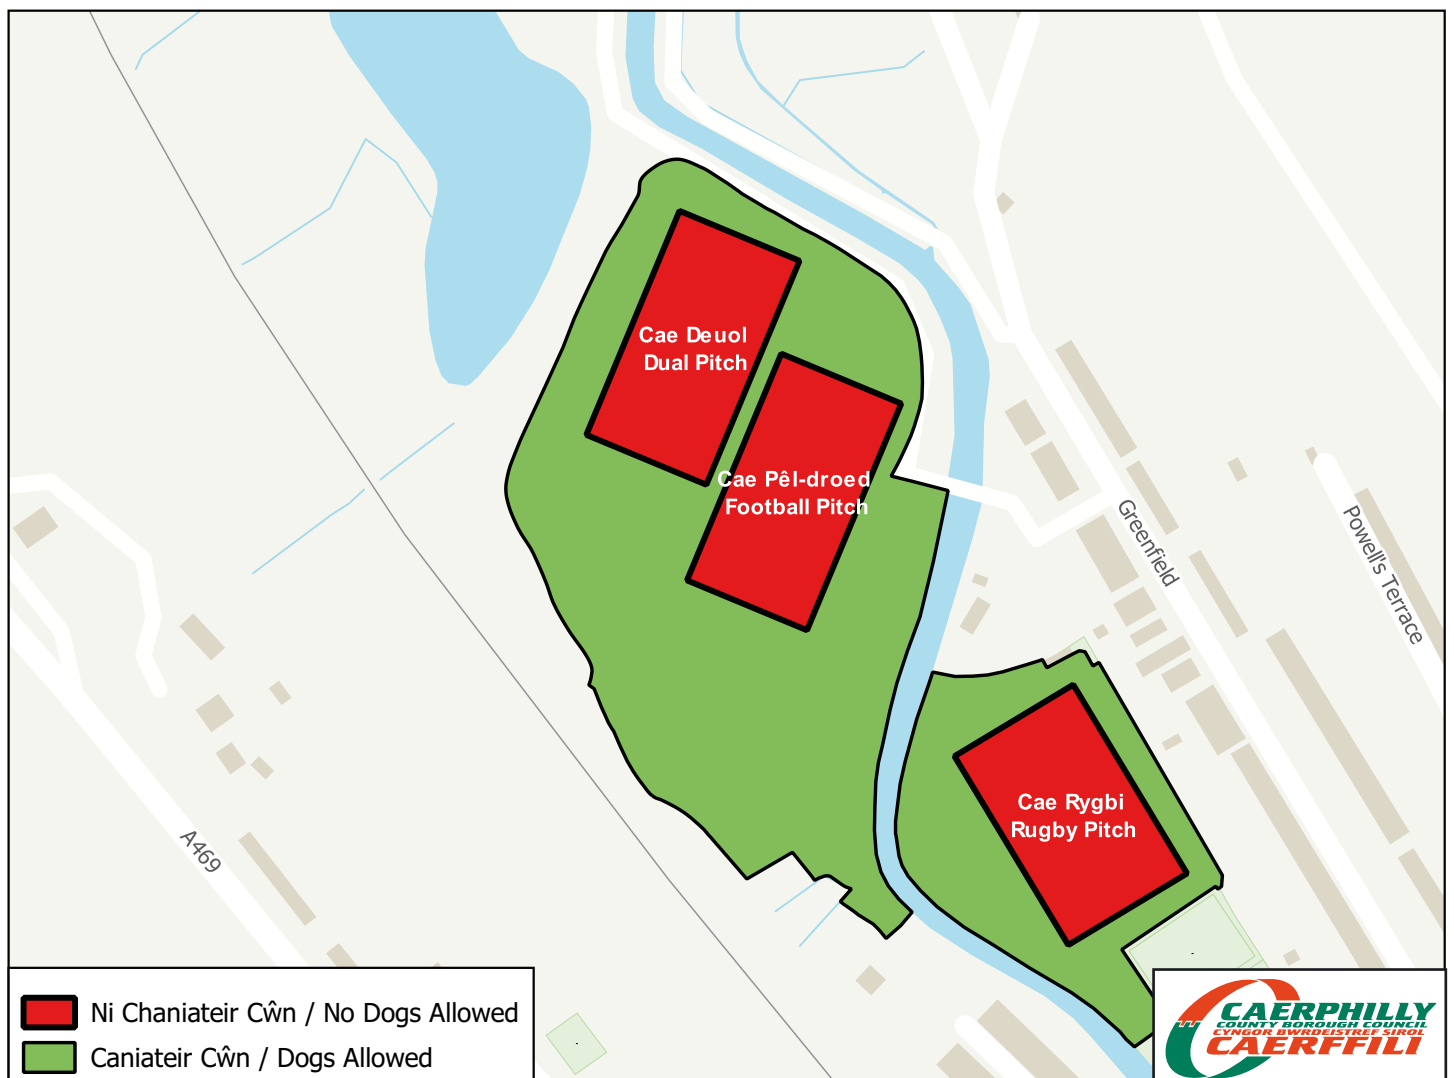 Cae Deuol
Dual Pitch
Cae Pêl-droed
Football Pitch
Greenfield
Powell's Terrace
Cae Rygbi
Rugby Pitch
A469
Ni Chaniateir Cŵn / No Dogs Allowed
Caniateir Cŵn / Dogs Allowed
CAERPHILLY
COUNTY BOROUGH COUNCIL
CYNGOR BWRDEISTREF SIROL
CAERFFILI